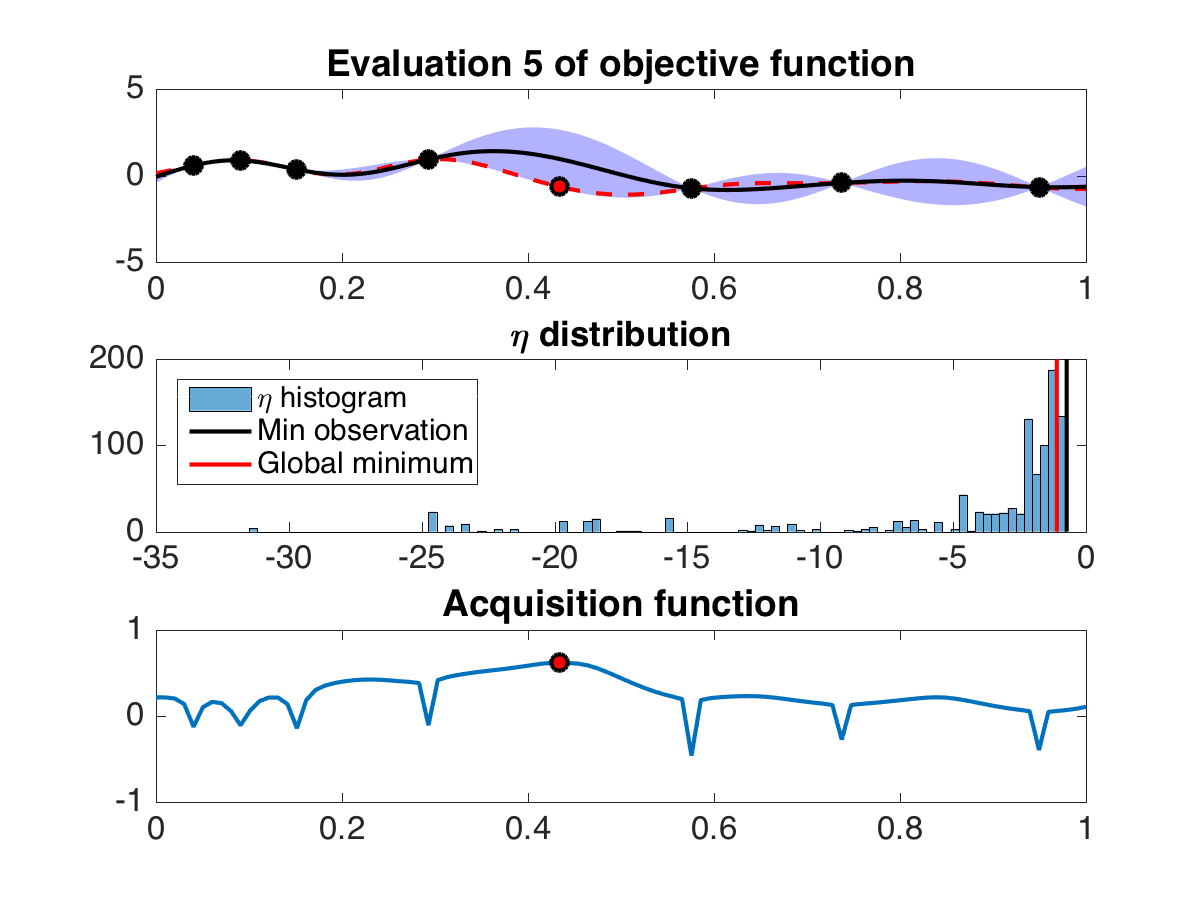 Evaluation 5 of objective function
5
0
-5
0 0.2 0.4 0.6 0.8 1
η distribution
200
100
0
η histogram
Min observation
Global minimum
-35 -30 -25 -20 -15 -10 -5 0
Acquisition function
1
0
-1
0 0.2 0.4 0.6 0.8 1